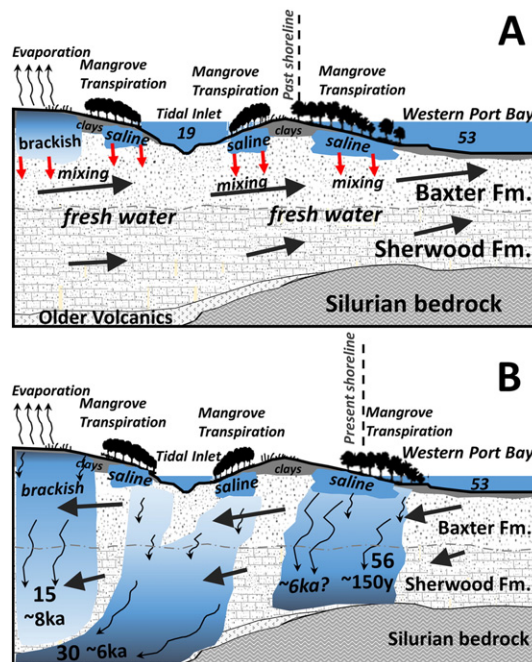 A
Evaporation
Mangrove
Transpiration
Mangrove
Transpiration
Past shoreline
Mangrove
Transpiration
Tidal Inlet
Western Port Bay
clays
saline
19
saline
clays
saline
53
brackish
mixing
mixing
mixing
Baxter Fm.
fresh water
fresh water
Sherwood Fm.
Silurian bedrock
Older Volcanics
B
Evaporation
Mangrove
Transpiration
Mangrove
Transpiration
Present shoreline
Mangrove
Transpiration
Tidal Inlet
Western Port Bay
clays
saline
saline
clays
saline
53
brackish
Baxter Fm.
56
~6ka?
~150y
Sherwood Fm.
15
~8ka
30 ~6ka
Silurian bedrock